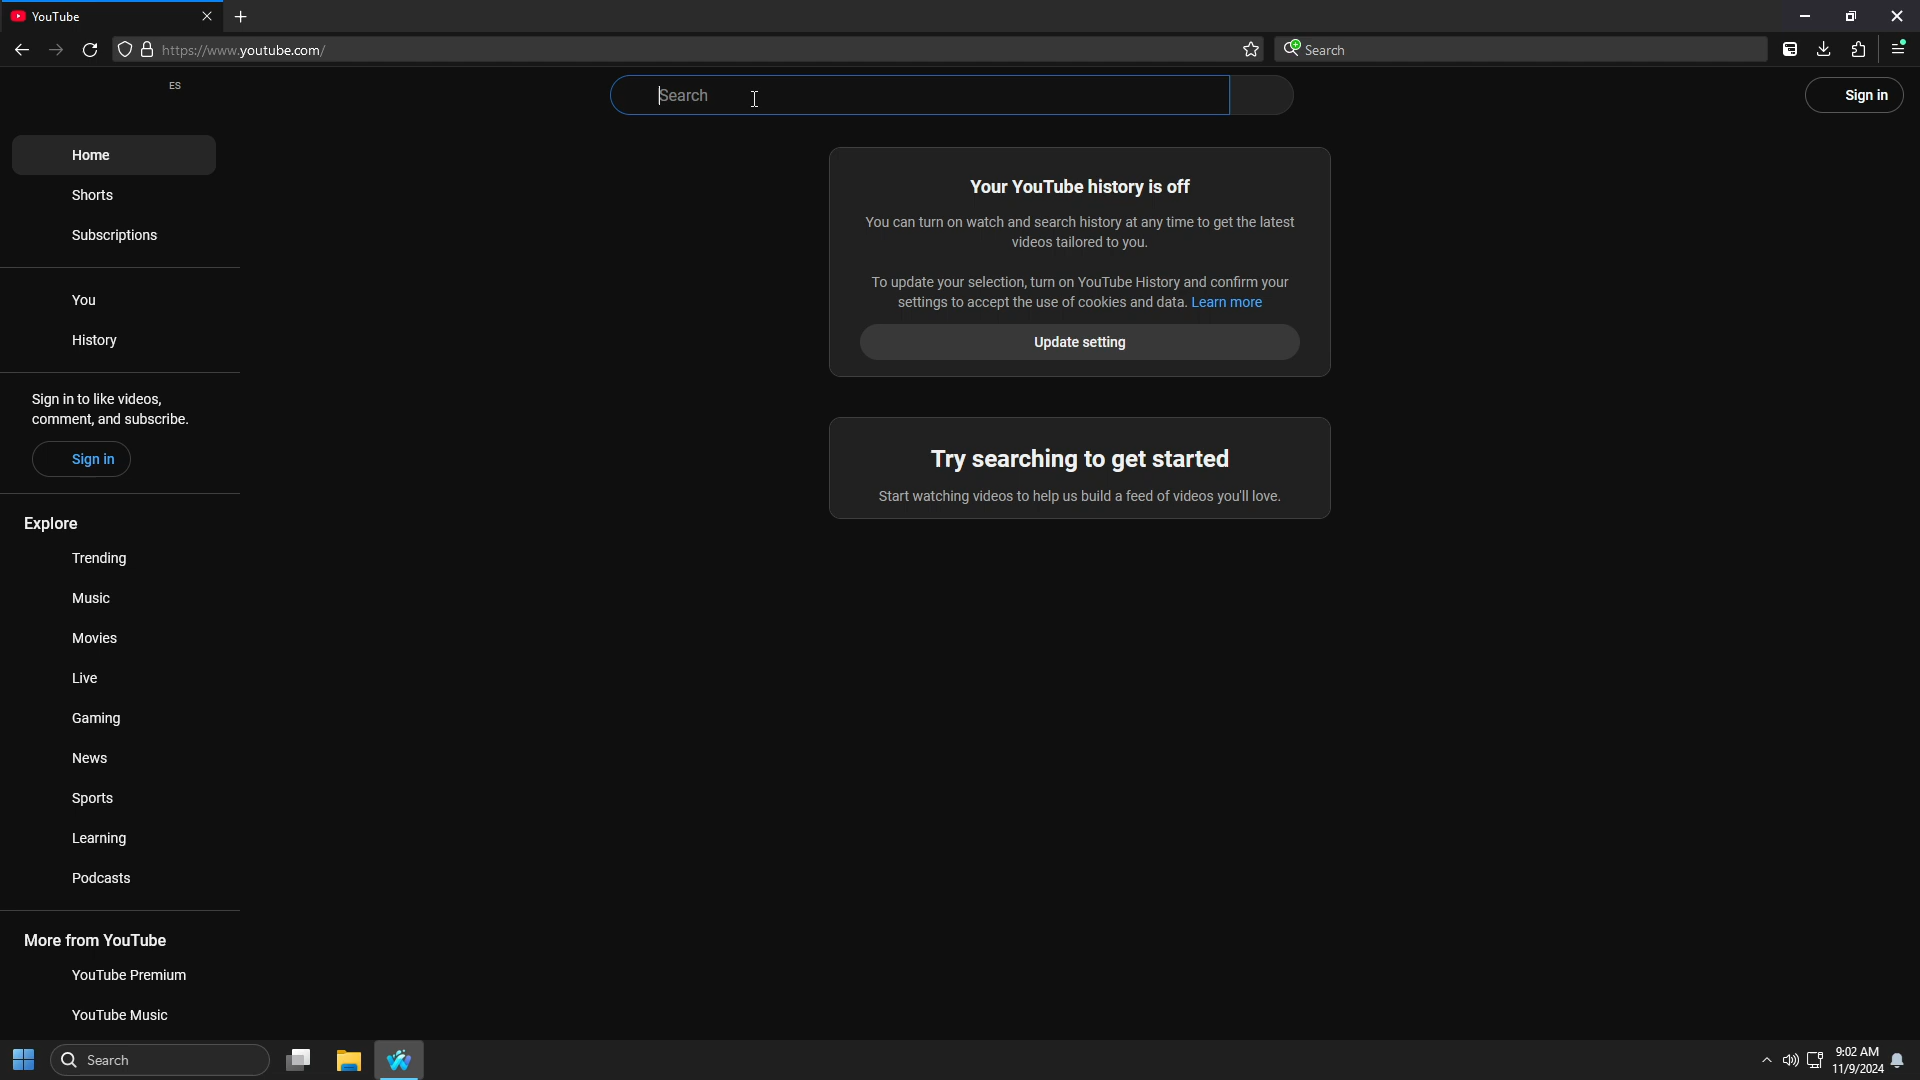 YouTube
https://www.youtube.com/
Search
ES
Search
Sign in
Home
Shorts
Subscriptions
You
History
Sign in to like videos,
comment, and subscribe.
Sign in
Explore
Trending
Music
Movies
Live
Gaming
News
Sports
Learning
Podcasts
More from YouTube
YouTube Premium
YouTube Music
Your YouTube history is off
You can turn on watch and search history at any time to get the latest
videos tailored to you.
To update your selection, turn on YouTube History and confirm your
settings to accept the use of cookies and data. Learn more
Update setting
Try searching to get started
Start watching videos to help us build a feed of videos you'll love.
Search
9:02 AM
11/9/2024